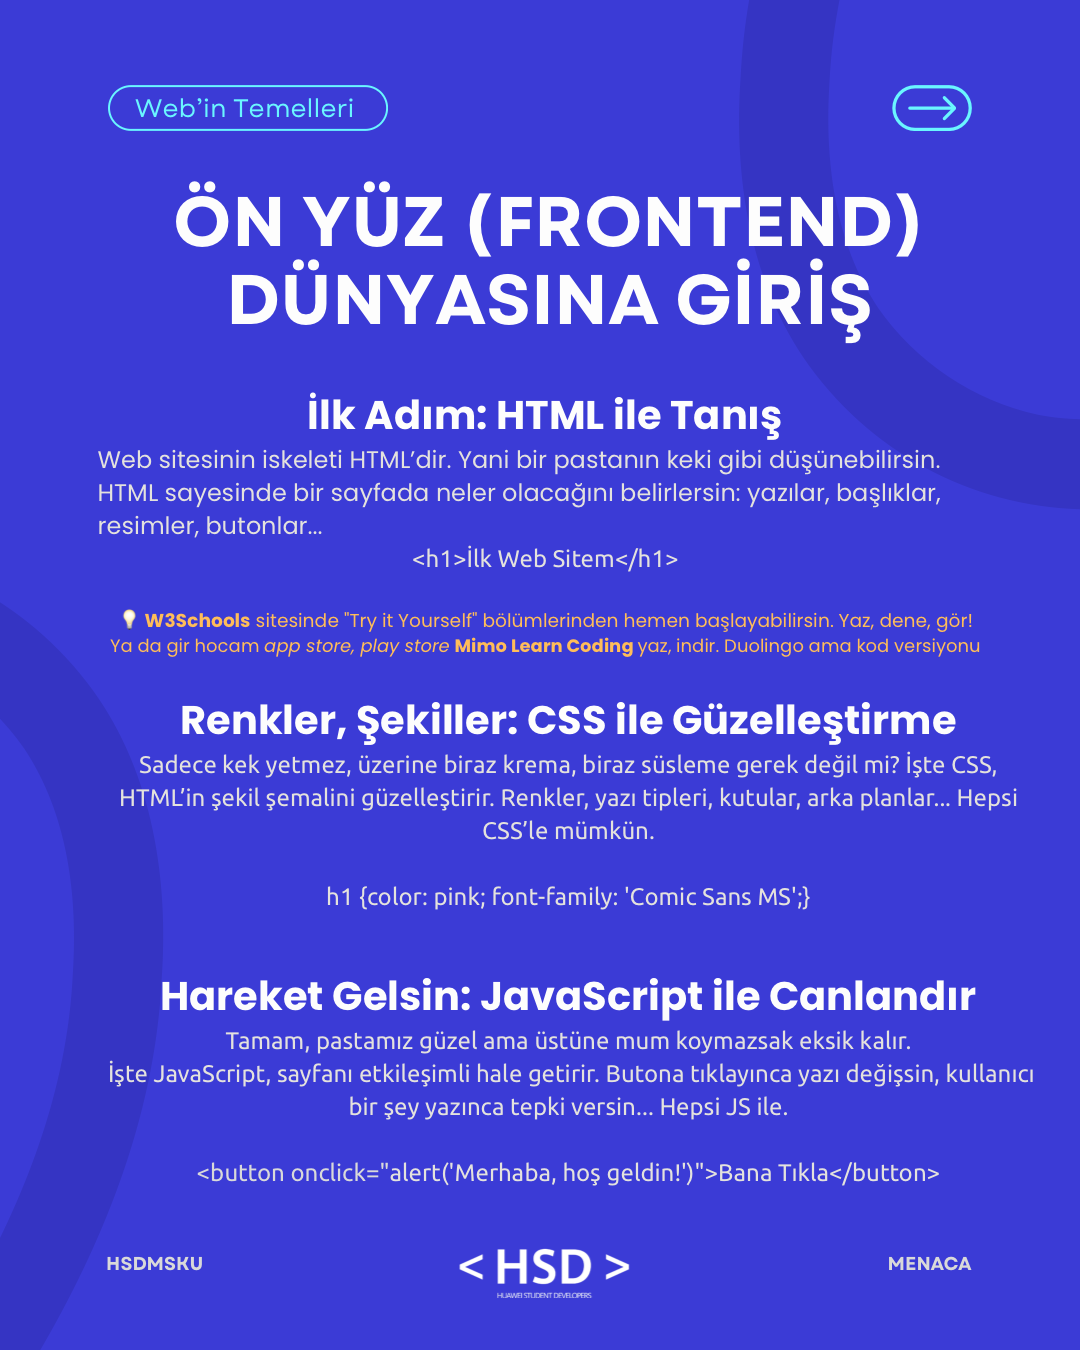 Web’in Temelleri
ÖN YÜZ (FRONTEND)
DÜNYASINA GİRİŞ
İlk Adım: HTML ile Tanış
Web sitesinin iskeleti HTML’dir. Yani bir pastanın keki gibi düşünebilirsin.
HTML sayesinde bir sayfada neler olacağını belirlersin: yazılar, başlıklar,
resimler, butonlar...
<h1>İlk Web Sitem</h1>
💡 W3Schools sitesinde "Try it Yourself" bölümlerinden hemen başlayabilirsin. Yaz, dene, gör!
Ya da gir hocam app store, play store Mimo Learn Coding yaz, indir. Duolingo ama kod versiyonu
Renkler, Şekiller: CSS ile Güzelleştirme
Sadece kek yetmez, üzerine biraz krema, biraz süsleme gerek değil mi? İşte CSS,
HTML’in şekil şemalini güzelleştirir. Renkler, yazı tipleri, kutular, arka planlar... Hepsi
CSS’le mümkün.
h1 {color: pink; font-family: 'Comic Sans MS';}
Hareket Gelsin: JavaScript ile Canlandır
Tamam, pastamız güzel ama üstüne mum koymazsak eksik kalır.
İşte JavaScript, sayfanı etkileşimli hale getirir. Butona tıklayınca yazı değişsin, kullanıcı
bir şey yazınca tepki versin... Hepsi JS ile.
<button onclick="alert('Merhaba, hoş geldin!')">Bana Tıkla</button>
HSDMSKU
< HSD >
HUAWEI STUDENT DEVELOPERS
MENACA